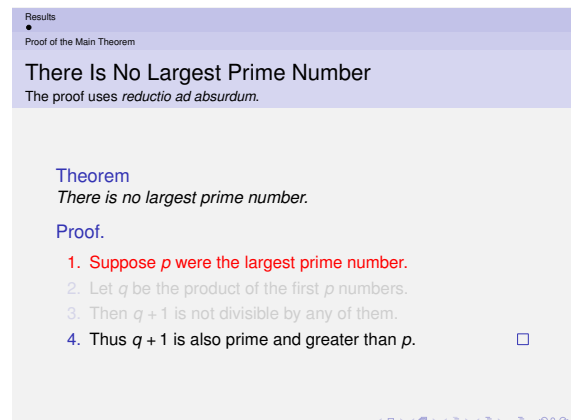 Results
Proof of the Main Theorem
There Is No Largest Prime Number
The proof uses reductio ad absurdum.
Theorem
There is no largest prime number.
Proof.
1. Suppose p were the largest prime number.
2. Let q be the product of the first p numbers.
3. Then q + 1 is not divisible by any of them.
4. Thus q + 1 is also prime and greater than p.